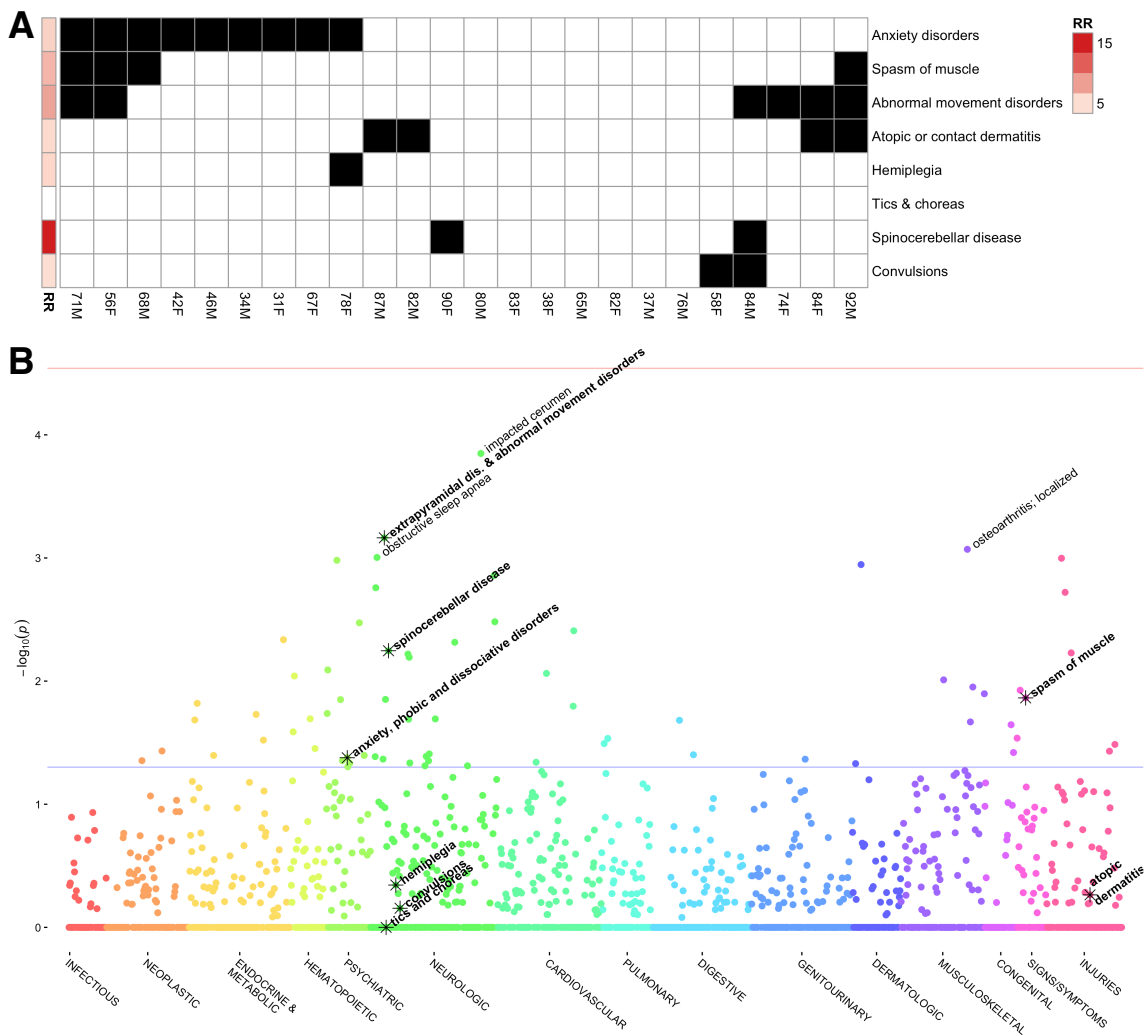 A
RR
15
5
Anxiety disorders
Spasm of muscle
Abnormal movement disorders
Atopic or contact dermatitis
Hemiplegia
Tics & choreas
Spinocerebellar disease
Convulsions
RR 71M 56F 68M 42F 46M 34M 31F 67F 78F 87M 82M 90F 80M 83F 38F 65M 82F 37M 76M 58F 84M 74F 84F 92M
B
impacted cerumen
extrapyramidal dis. & abnormal movement disorders
obstructive sleep apnea
osteoarthritis; localized
spinocerebellar disease
anxiety, phobic and dissociative disorders
spasm of muscle
hemiplegia
convulsions
tics and choreas
atopic
dermatitis
−log10(p)
4
3
2
1
0
INFECTIOUS
NEOPLASTIC
ENDOCRINE &
METABOLIC
HEMATOPOIETIC
PSYCHIATRIC
NEUROLOGIC
CARDIOVASCULAR
PULMONARY
DIGESTIVE
GENITOURINARY
DERMATOLOGIC
MUSCULOSKELETAL
CONGENITAL
SIGNS/SYMPTOMS
INJURIES